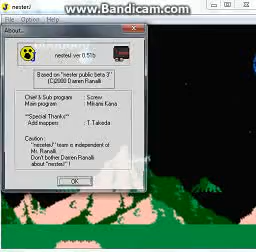 www.Bandicam.com
nesterJ
File Option Help
About...
nesterJ ver 0.51b
Based on "nester public beta 3"
(C)2000 Darren Ranalli
Chief & Sub program : Screw
Main program : Mikami Kana
**Special Thanks**
Add mappers : T.Takeda
Caution :
"nesterJ" team is independent of
Mr. Ranalli.
Don't bother Darren Ranalli
about "nesterJ" !
OK